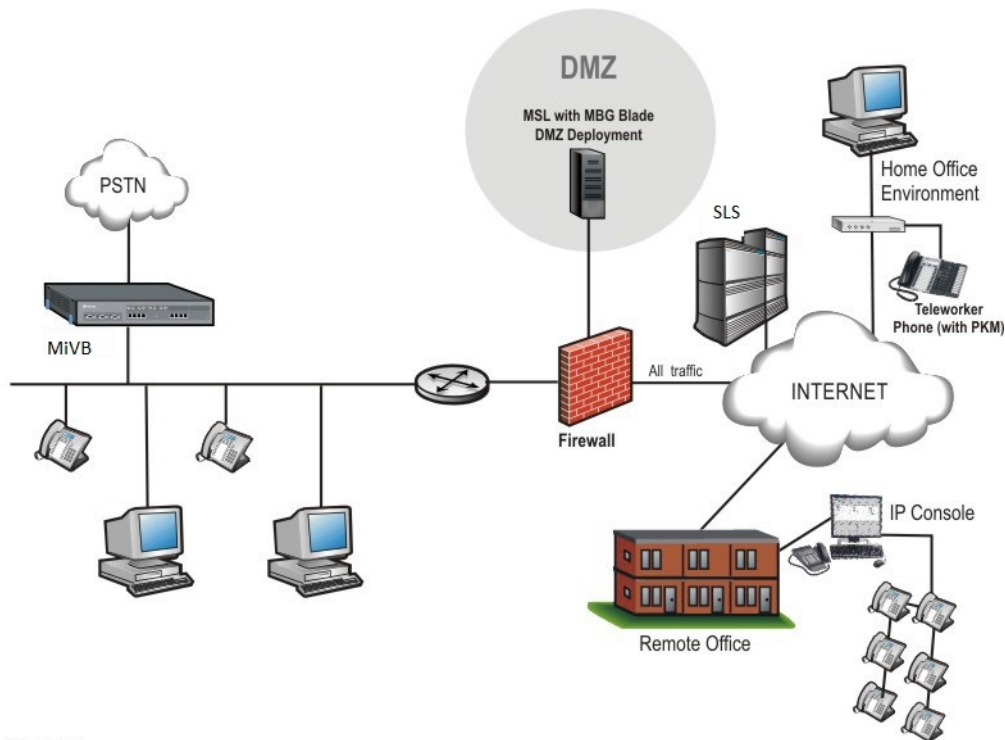 DMZ
MSL with MBG Blade
DMZ Deployment
PSTN
MiVB
SLS
Home Office
Environment
Teleworker
Phone (with PKM)
All traffic
INTERNET
Firewall
IP Console
Remote Office